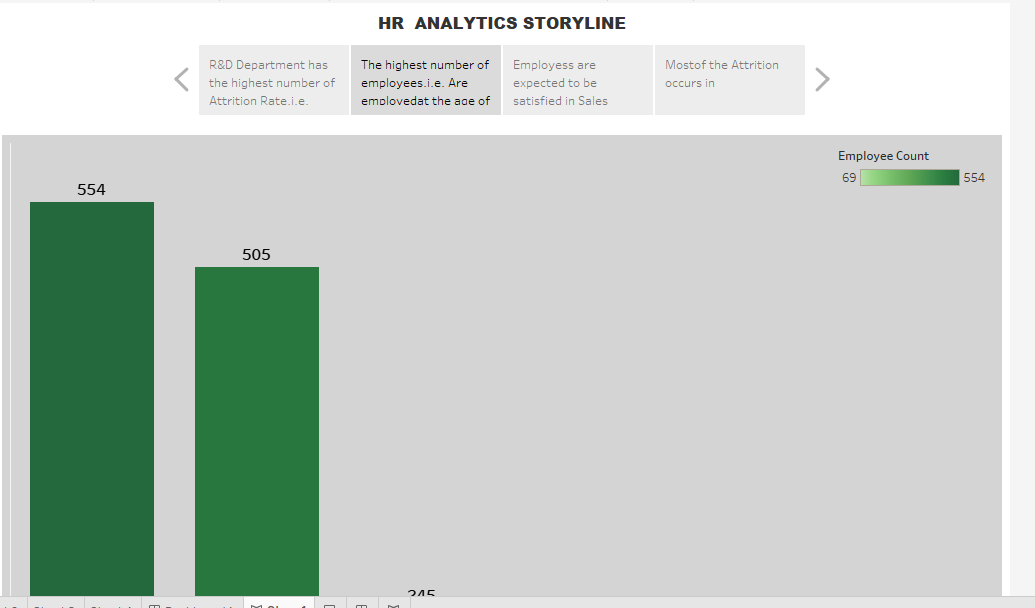 HR ANALYTICS STORYLINE
R&D Department has
the highest number of
Attrition Rate.i.e.
The highest number of
employees.i.e. Are
employedat the age of
Employess are
expected to be
satisfied in Sales
Mostof the Attrition
occurs in
Employee Count
69
554
554
505
245